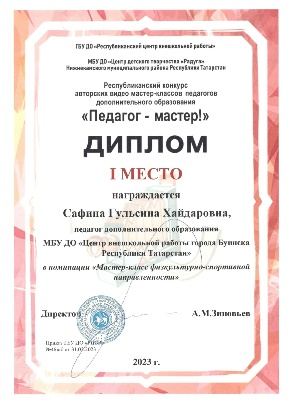 ГБУ ДО «Республиканский центр внешкольной работы»
МБУ ДО «Центр детского творчества «Радуга»
Нижнекамского муниципального района Республики Татарстан
Республиканский конкурс
авторских видео мастер-классов педагогов
дополнительного образования
«Педагог - мастер!»
ДИПЛОМ
I МЕСТО
награждается
Сафина Гульсина Хайдаровна,
педагог дополнительного образования
МБУ ДО «Центр внешкольной работы города Буинска
Республики Татарстан»
в номинации «Мастер-класс физкультурно-спортивной
направленности»
Директор А.М.Зиновьев
2023 г.